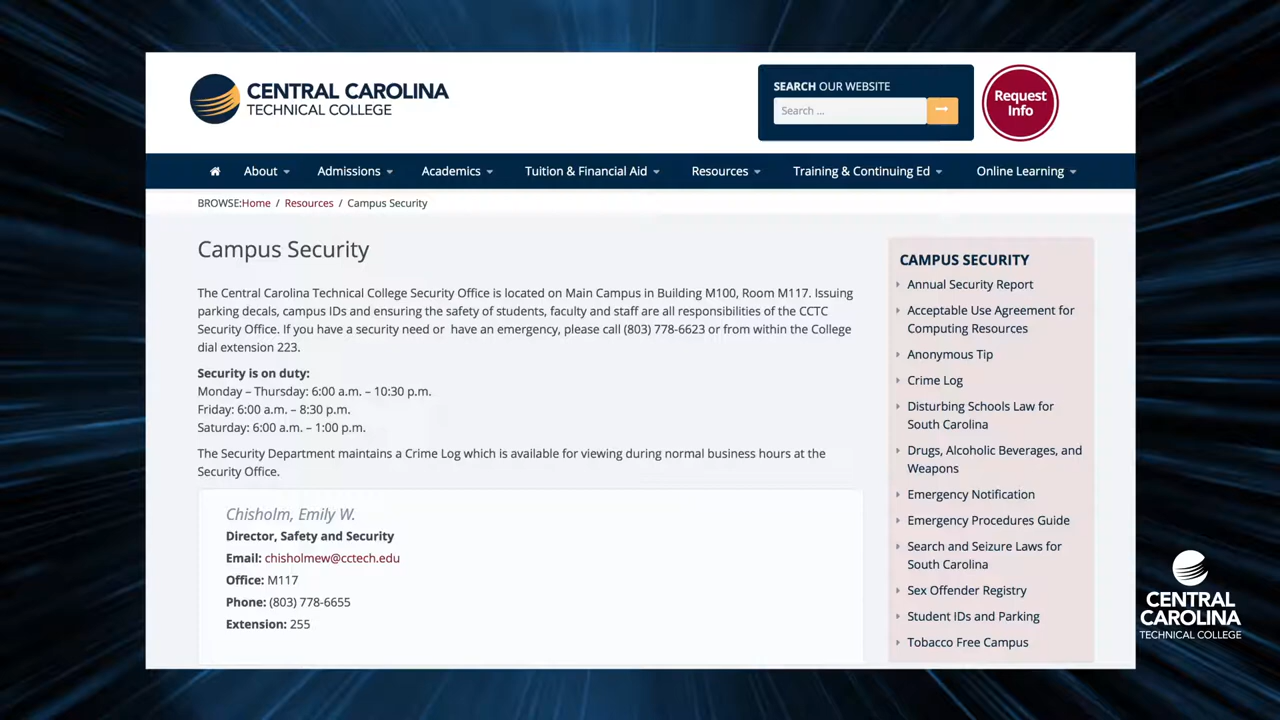 CENTRAL CAROLINA
TECHNICAL COLLEGE
SEARCH OUR WEBSITE
Search ...
Request
Info
About
Admissions
Academics
Tuition & Financial Aid
Resources
Training & Continuing Ed
Online Learning
BROWSE:Home / Resources / Campus Security
Campus Security
The Central Carolina Technical College Security Office is located on Main Campus in Building M100, Room M117. Issuing
parking decals, campus IDs and ensuring the safety of students, faculty and staff are all responsibilities of the CCTC
Security Office. If you have a security need or have an emergency, please call (803) 778-6623 or from within the College
dial extension 223.
Security is on duty:
Monday – Thursday: 6:00 a.m. – 10:30 p.m.
Friday: 6:00 a.m. – 8:30 p.m.
Saturday: 6:00 a.m. – 1:00 p.m.
The Security Department maintains a Crime Log which is available for viewing during normal business hours at the
Security Office.
Chisholm, Emily W.
Director, Safety and Security
Email: chisholmew@cctech.edu
Office: M117
Phone: (803) 778-6655
Extension: 255
CAMPUS SECURITY
Annual Security Report
Acceptable Use Agreement for
Computing Resources
Anonymous Tip
Crime Log
Disturbing Schools Law for
South Carolina
Drugs, Alcoholic Beverages, and
Weapons
Emergency Notification
Emergency Procedures Guide
Search and Seizure Laws for
South Carolina
Sex Offender Registry
Student IDs and Parking
Tobacco Free Campus
CENTRAL
CAROLINA
TECHNICAL COLLEGE